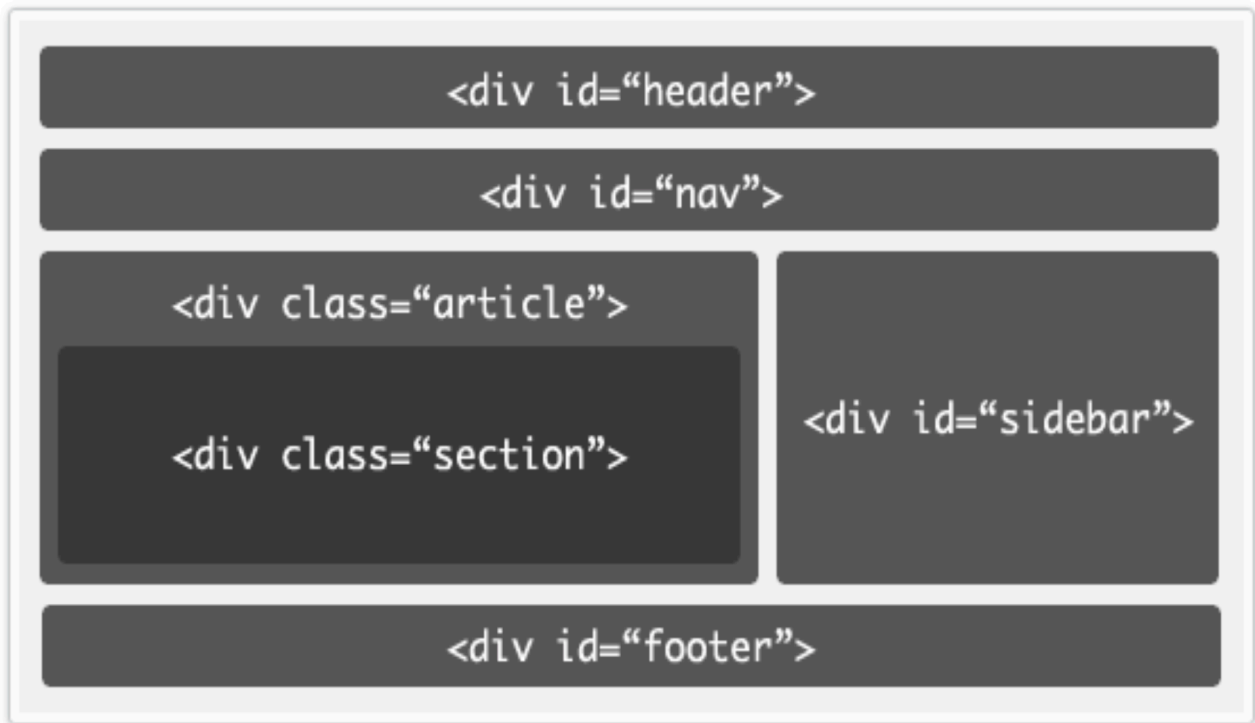 <div id=“header”>
<div id=“nav”>
<div class=“article”>
<div class=“section”>
<div id=“sidebar”>
<div id=“footer”>